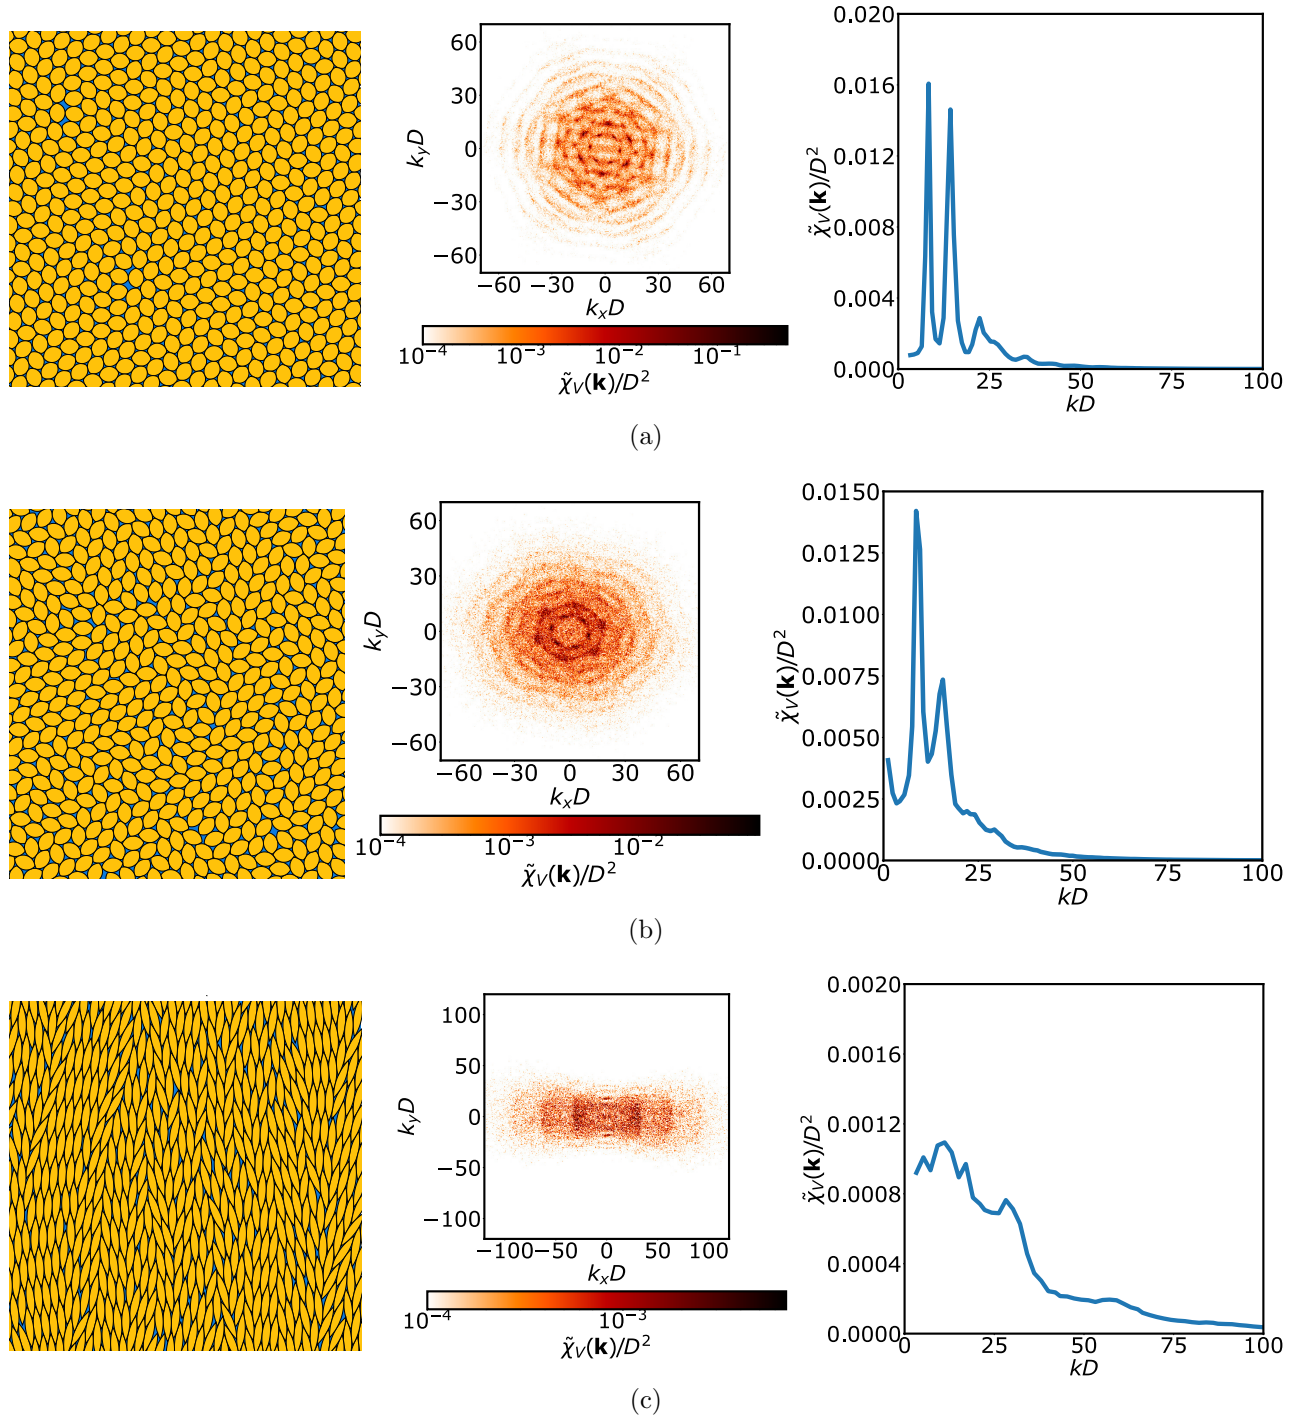 60
30
0
−30
−60
k_yD
−60 −30 0 30 60
k_xD
10^−4 10^−3 10^−2 10^−1
χ̃_V(𝐤)/D^2
0.020
0.016
0.012
0.008
0.004
0.000
χ̃_V(𝐤)/D^2
0 25 50 75 100
kD
(a)
60
30
0
−30
−60
k_yD
−60 −30 0 30 60
k_xD
10^−4 10^−3 10^−2
χ̃_V(𝐤)/D^2
0.0150
0.0125
0.0100
0.0075
0.0050
0.0025
0.0000
χ̃_V(𝐤)/D^2
0 25 50 75 100
kD
(b)
100
50
0
−50
−100
k_yD
−100 −50 0 50 100
k_xD
10^−4 10^−3
χ̃_V(𝐤)/D^2
0.0020
0.0016
0.0012
0.0008
0.0004
0.0000
χ̃_V(𝐤)/D^2
0 25 50 75 100
kD
(c)